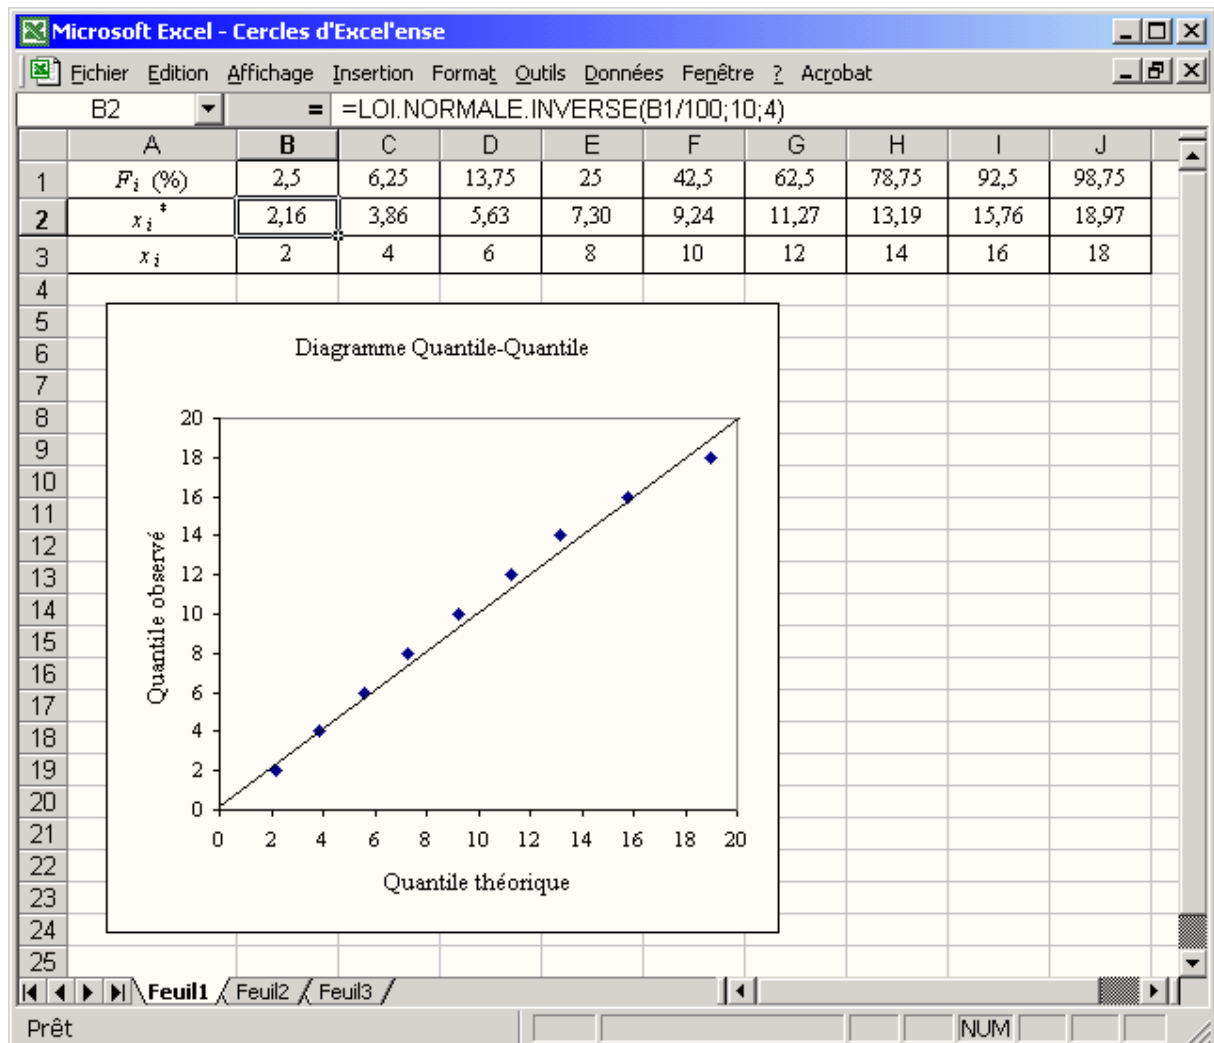 Microsoft Excel - Cercles d'Excel'ense
Fichier Edition Affichage Insertion Format Outils Données Fenêtre ? Acrobat
B2 = =LOI.NORMALE.INVERSE(B1/100;10;4)
A B C D E F G H I J
1 Fi (%) 2,5 6,25 13,75 25 42,5 62,5 78,75 92,5 98,75
2 xi* 2,16 3,86 5,63 7,30 9,24 11,27 13,19 15,76 18,97
3 xi 2 4 6 8 10 12 14 16 18
4
5
6
7
8
9
10
11
12
13
14
15
16
17
18
19
20
21
22
23
24
25
Diagramme Quantile-Quantile
Quantile observé
20
18
16
14
12
10
8
6
4
2
0
0 2 4 6 8 10 12 14 16 18 20
Quantile théorique
Feuil1 Feuil2 Feuil3
Prêt NUM